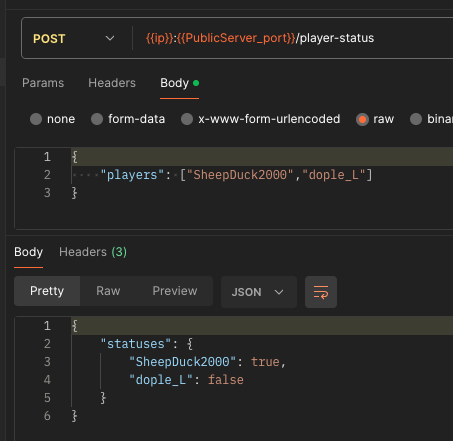 POST {{ip}}:{{PublicServer_port}}/player-status
Params Headers Body
none form-data x-www-form-urlencoded raw bina
1 {
2 "players": ["SheepDuck2000","dople_L"]
3 }
Body Headers (3)
Pretty Raw Preview JSON
1 {
2 "statuses": {
3 "SheepDuck2000": true,
4 "dople_L": false
5 }
6 }